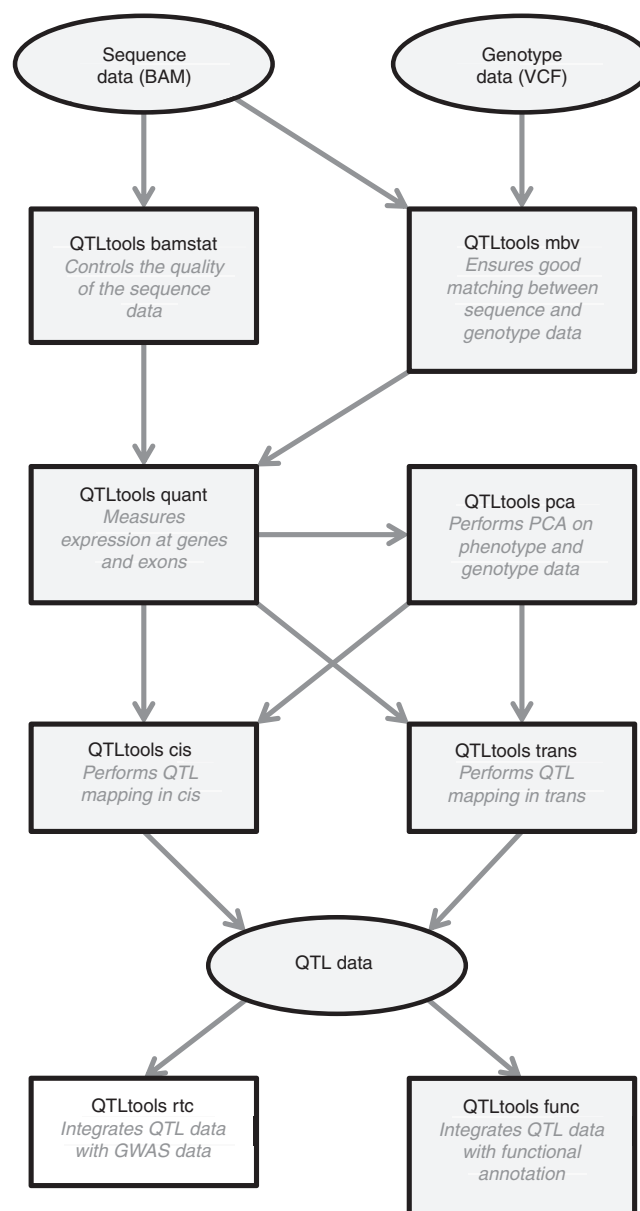 Sequence
data (BAM)
Genotype
data (VCF)
QTLtools bamstat
Controls the quality
of the sequence
data
QTLtools mbv
Ensures good
matching between
sequence and
genotype data
QTLtools quant
Measures
expression at genes
and exons
QTLtools pca
Performs PCA on
phenotype and
genotype data
QTLtools cis
Performs QTL
mapping in cis
QTLtools trans
Performs QTL
mapping in trans
QTL data
QTLtools rtc
Integrates QTL data
with GWAS data
QTLtools func
Integrates QTL data
with functional
annotation